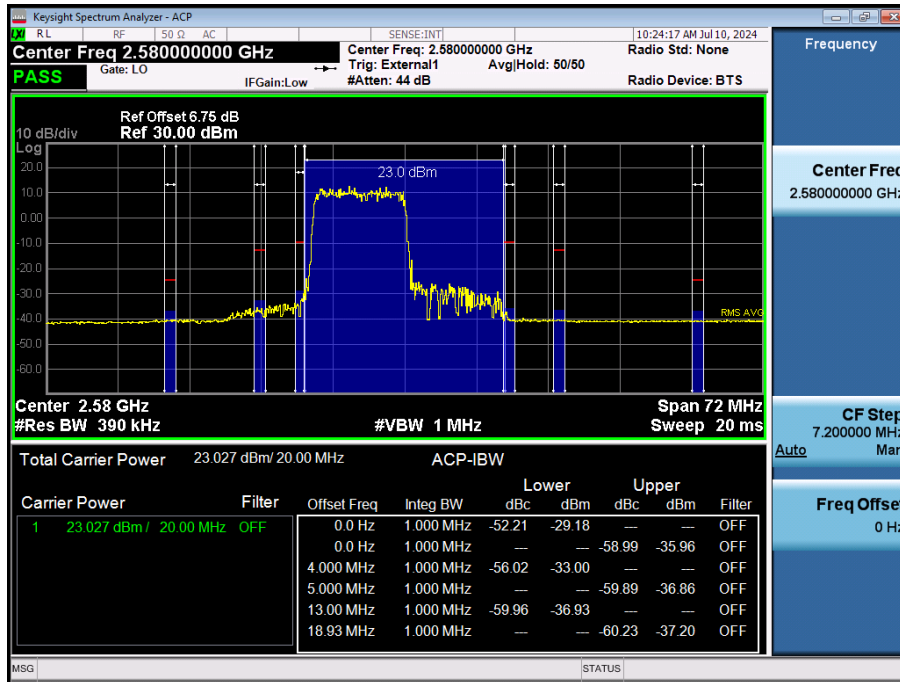 Keysight Spectrum Analyzer - ACP
LXI RL RF 50 Ω AC SENSE:INT 10:24:17 AM Jul 10, 2024
Center Freq 2.580000000 GHz
Center Freq: 2.580000000 GHz Radio Std: None
Gate: LO Trig: External1 Avg|Hold: 50/50
PASS IFGain:Low #Atten: 44 dB Radio Device: BTS
Frequency
Ref Offset 6.75 dB
10 dB/div Ref 30.00 dBm
Log
23.0 dBm
20.0
10.0
0.00
-10.0
-20.0
-30.0
-40.0
-50.0
-60.0
RMS AVG
Center 2.58 GHz Span 72 MHz
#Res BW 390 kHz #VBW 1 MHz Sweep 20 ms
Center Freq
2.580000000 GHz
CF Step
7.200000 MHz
Auto Man
Freq Offset
0 Hz
Total Carrier Power 23.027 dBm/ 20.00 MHz ACP-IBW
Lower Upper
Carrier Power Filter Offset Freq Integ BW dBc dBm dBc dBm Filter
1 23.027 dBm / 20.00 MHz OFF 0.0 Hz 1.000 MHz -52.21 -29.18 --- --- OFF
0.0 Hz 1.000 MHz --- --- -58.99 -35.96 OFF
4.000 MHz 1.000 MHz -56.02 -33.00 --- --- OFF
5.000 MHz 1.000 MHz --- --- -59.89 -36.86 OFF
13.00 MHz 1.000 MHz -59.96 -36.93 --- --- OFF
18.93 MHz 1.000 MHz --- --- -60.23 -37.20 OFF
MSG STATUS